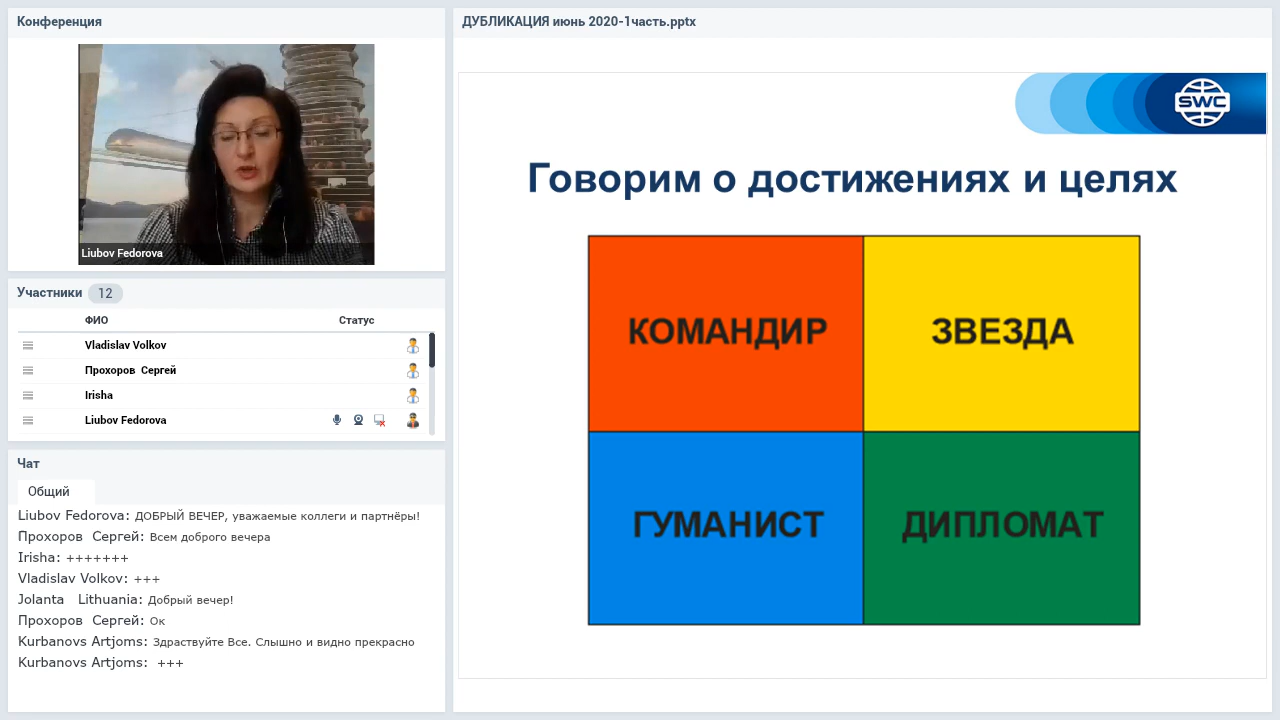 Конференция
Liubov Fedorova
Участники 12
ФИО Статус
Vladislav Volkov
Прохоров Сергей
Irisha
Liubov Fedorova
Чат
Общий
Liubov Fedorova: ДОБРЫЙ ВЕЧЕР, уважаемые коллеги и партнёры!
Прохоров Сергей: Всем доброго вечера
Irisha: +++++++
Vladislav Volkov: +++
Jolanta Lithuania: Добрый вечер!
Прохоров Сергей: Ок
Kurbanovs Artjoms: Здраствуйте Все. Слышно и видно прекрасно
Kurbanovs Artjoms: +++
ДУБЛИКАЦИЯ июнь 2020-1часть.pptx
SWC
Говорим о достижениях и целях
КОМАНДИР
ЗВЕЗДА
ГУМАНИСТ
ДИПЛОМАТ